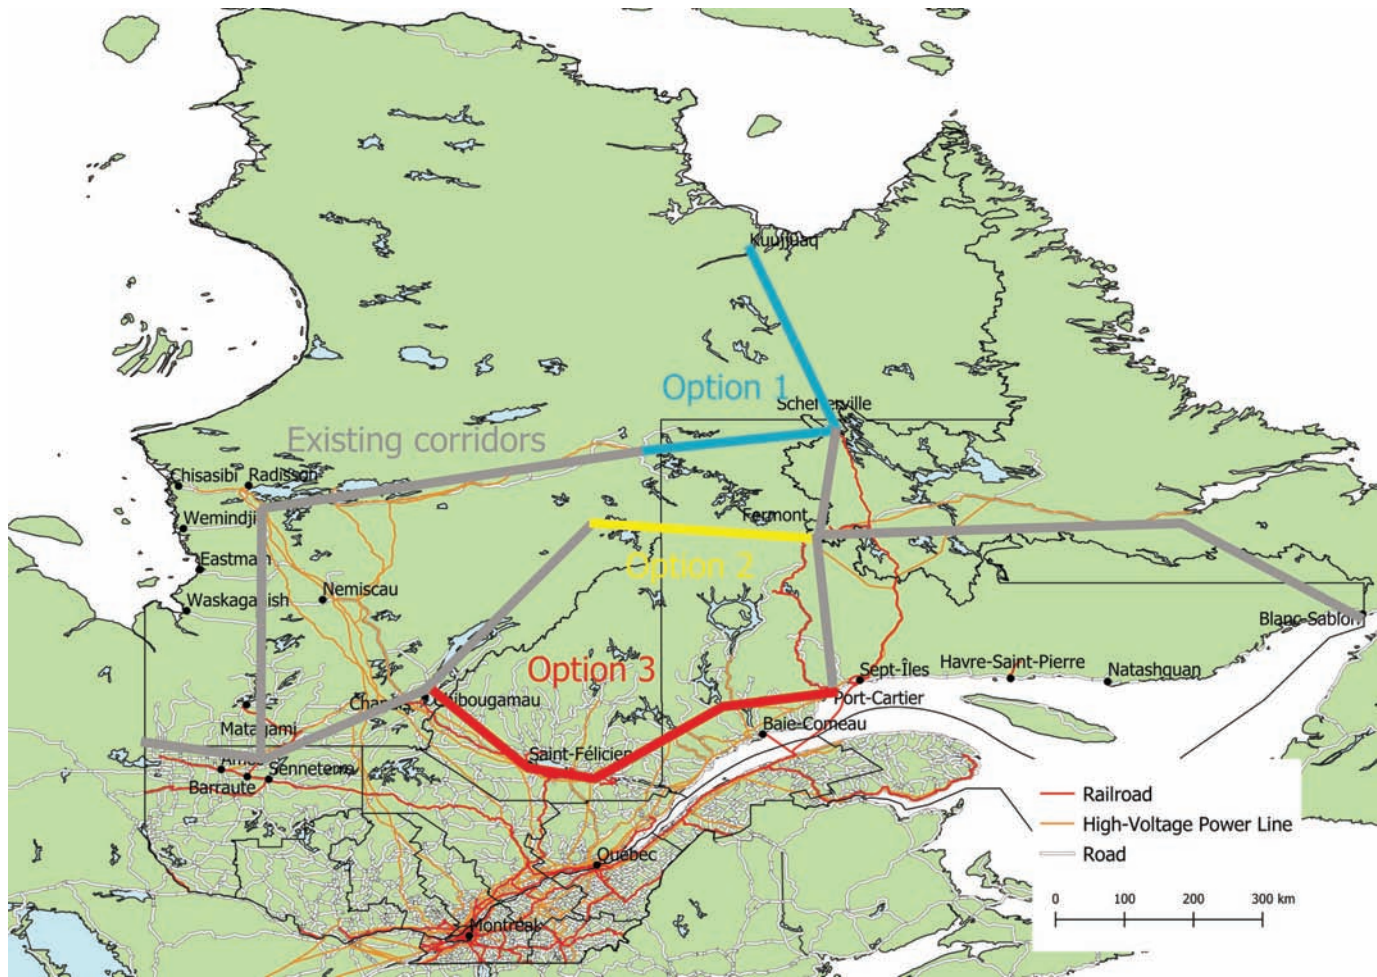 Kuujjuaq
Option 1
Schefferville
Existing corridors
Chisasibi
Radisson
Wemindji
Fermont
Eastmain
Option 2
Nemiscau
Waskaganish
Blanc-Sablon
Option 3
Sept-Îles
Havre-Saint-Pierre
Natashquan
Chibougamau
Port-Cartier
Matagami
Baie-Comeau
Saint-Félicien
Senneterre
Barraute
Railroad
High-Voltage Power Line
Road
Québec
0 100 200 300 km
Montréal